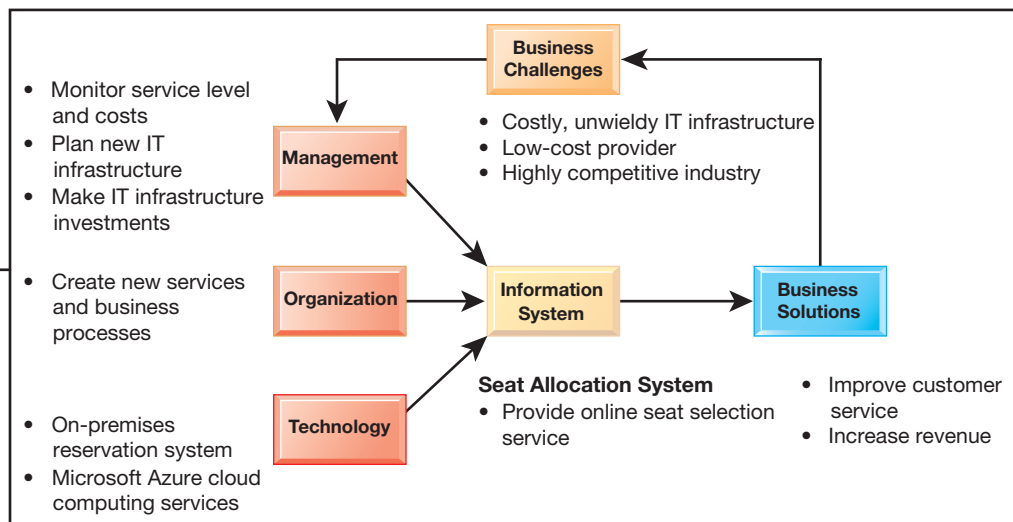 Business
Challenges
• Monitor service level
and costs
• Plan new IT
infrastructure
• Make IT infrastructure
investments
Management
• Costly, unwieldy IT infrastructure
• Low-cost provider
• Highly competitive industry
• Create new services
and business
processes
Organization
Information
System
Business
Solutions
• On-premises
reservation system
• Microsoft Azure cloud
computing services
Technology
Seat Allocation System
• Provide online seat selection
service
• Improve customer
service
• Increase revenue